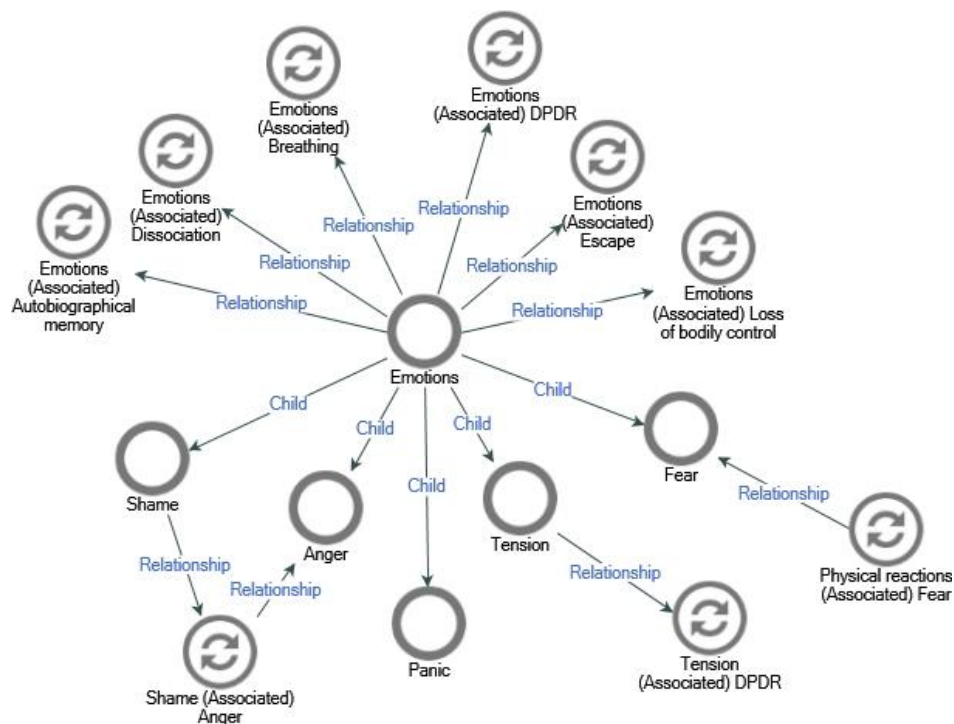 Emotions
(Associated) DPDR
Emotions
(Associated)
Breathing
Emotions
(Associated)
Dissociation
Emotions
(Associated)
Escape
Emotions
(Associated)
Autobiographical
memory
Emotions
(Associated) Loss
of bodily control
Relationship
Relationship
Relationship
Relationship
Relationship
Relationship
Emotions
Child
Child
Child
Child
Child
Shame
Anger
Panic
Tension
Fear
Relationship
Relationship
Relationship
Relationship
Physical reactions
(Associated) Fear
Shame (Associated)
Anger
Tension
(Associated) DPDR